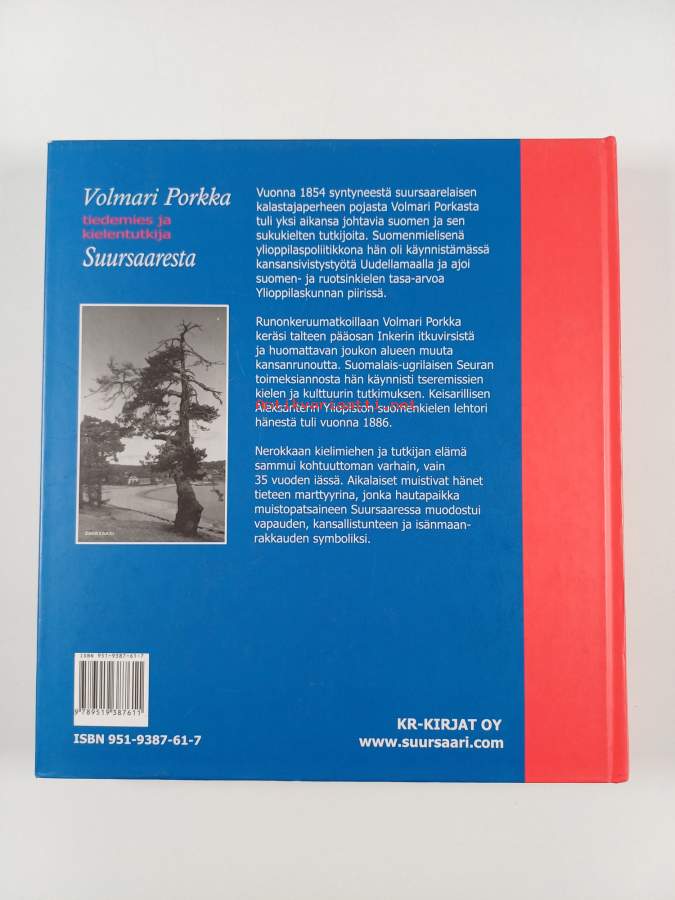 Volmari Porkka
tiedemies ja
kielentutkija
Suursaaresta
Vuonna 1854 syntyneestä suursaarelaisen
kalastajaperheen pojasta Volmari Porkasta
tuli yksi aikansa johtavia suomen ja sen
sukukielten tutkijoita. Suomenmielisenä
ylioppilaspoliitikkona hän oli käynnistämässä
kansansivistystyötä Uudellamaalla ja ajoi
suomen- ja ruotsinkielen tasa-arvoa
Ylioppilaskunnan piirissä.
Runonkeruumatkoillaan Volmari Porkka
keräsi talteen pääosan Inkerin itkuvirsistä
ja huomattavan joukon alueen muuta
kansanrunoutta. Suomalais-ugrilaisen Seuran
toimeksiannosta hän käynnisti tseremissien
kielen ja kulttuurin tutkimuksen. Keisarillisen
Antikvariaatti.net
Aleksanterin Yliopiston suomenkielen lehtori
hänestä tuli vuonna 1886.
Nerokkaan kielimiehen ja tutkijan elämä
sammui kohtuuttoman varhain, vain
35 vuoden iässä. Aikalaiset muistivat hänet
tieteen marttyyrina, jonka hautapaikka
muistopatsaineen Suursaaressa muodostui
vapauden, kansallistunteen ja isänmaan-
rakkauden symboliksi.
ISBN 951-9387-61-7
9 789519 387611
ISBN 951-9387-61-7
KR-KIRJAT OY
www.suursaari.com